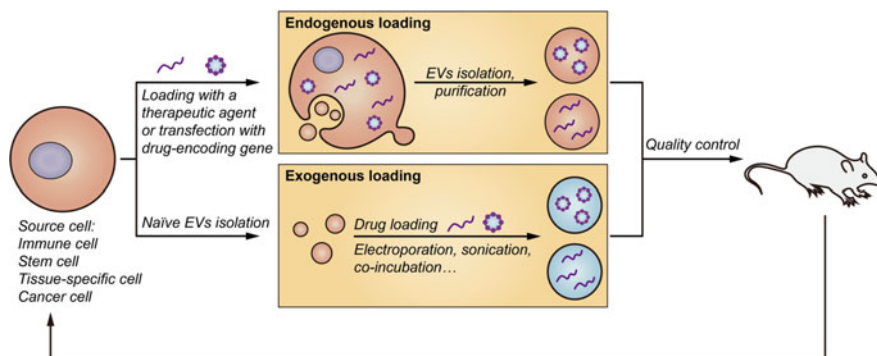 Endogenous loading
Loading with a
therapeutic agent
or transfection with
drug-encoding gene
EVs isolation,
purification
Quality control
Exogenous loading
Naïve EVs isolation
Drug loading
Electroporation, sonication,
co-incubation...
Source cell:
Immune cell
Stem cell
Tissue-specific cell
Cancer cell